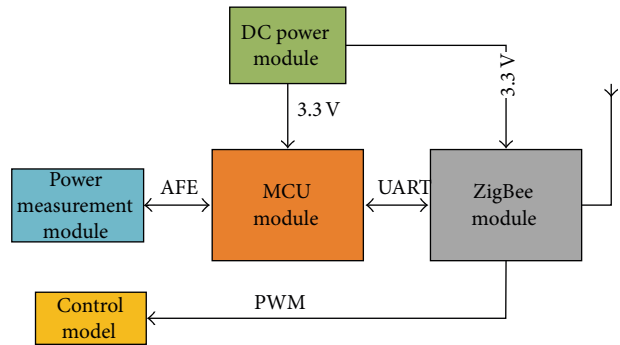 DC power
module
3.3 V
3.3 V
Power
measurement
module
AFE
MCU
module
UART
ZigBee
module
Control
model
PWM